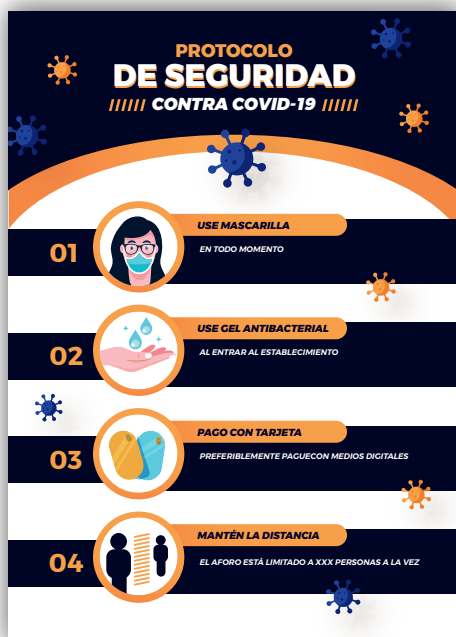 PROTOCOLO
DE SEGURIDAD
////// CONTRA COVID-19 //////
01
USE MASCARILLA
EN TODO MOMENTO
02
USE GEL ANTIBACTERIAL
AL ENTRAR AL ESTABLECIMIENTO
03
PAGO CON TARJETA
PREFERIBLEMENTE PAGUECON MEDIOS DIGITALES
04
MANTÉN LA DISTANCIA
EL AFORO ESTÁ LIMITADO A XXX PERSONAS A LA VEZ